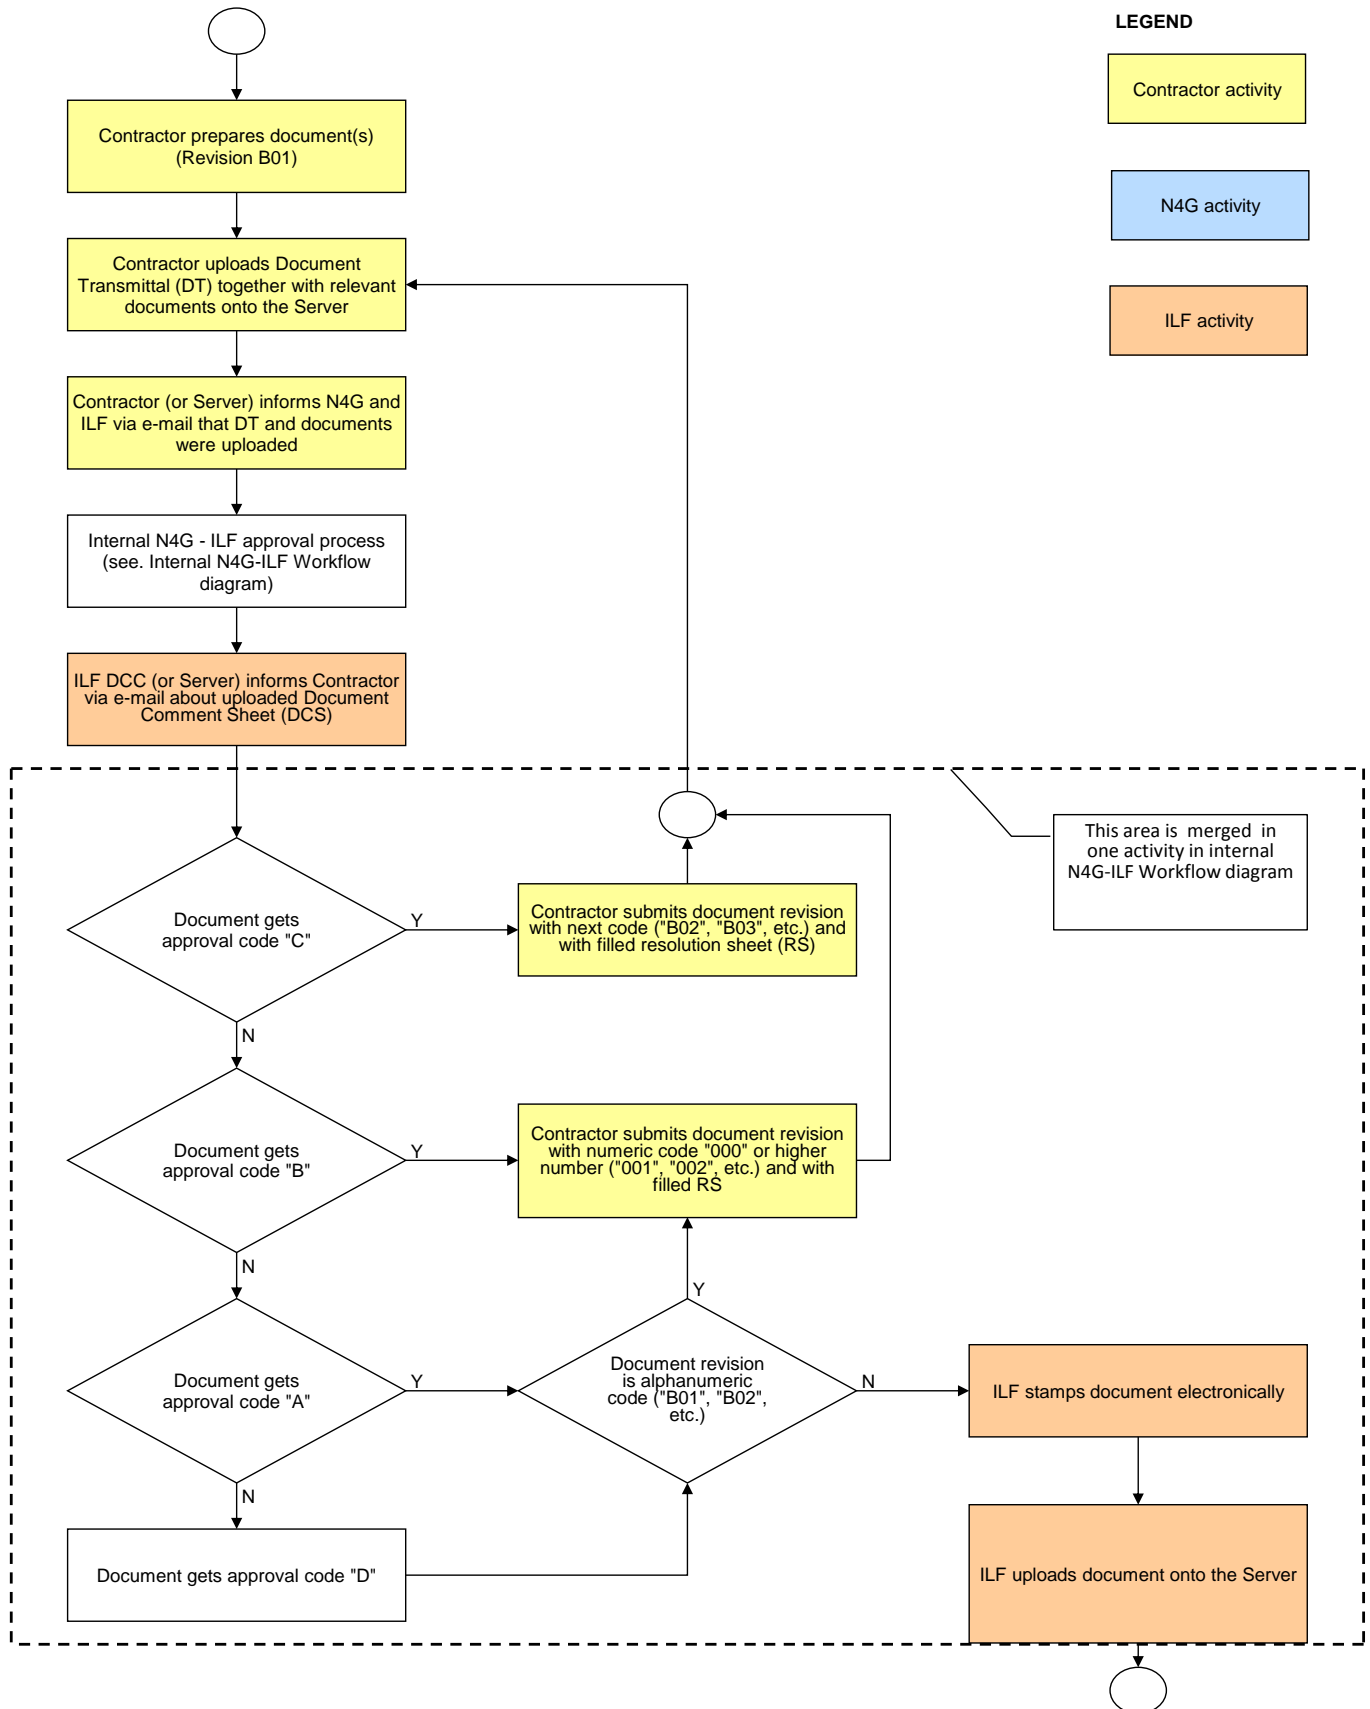 LEGEND
Contractor activity
N4G activity
ILF activity
Contractor prepares document(s)
(Revision B01)
Contractor uploads Document
Transmittal (DT) together with relevant
documents onto the Server
Contractor (or Server) informs N4G and
ILF via e-mail that DT and documents
were uploaded
Internal N4G - ILF approval process
(see. Internal N4G-ILF Workflow
diagram)
ILF DCC (or Server) informs Contractor
via e-mail about uploaded Document
Comment Sheet (DCS)
This area is merged in
one activity in internal
N4G-ILF Workflow diagram
Document gets
approval code "C"
Y
N
Contractor submits document revision
with next code ("B02", "B03", etc.) and
with filled resolution sheet (RS)
Document gets
approval code "B"
Y
N
Contractor submits document revision
with numeric code "000" or higher
number ("001", "002", etc.) and with
filled RS
Document gets
approval code "A"
Y
N
Document revision
is alphanumeric
code ("B01", "B02",
etc.)
Y
N
ILF stamps document electronically
Document gets approval code "D"
ILF uploads document onto the Server